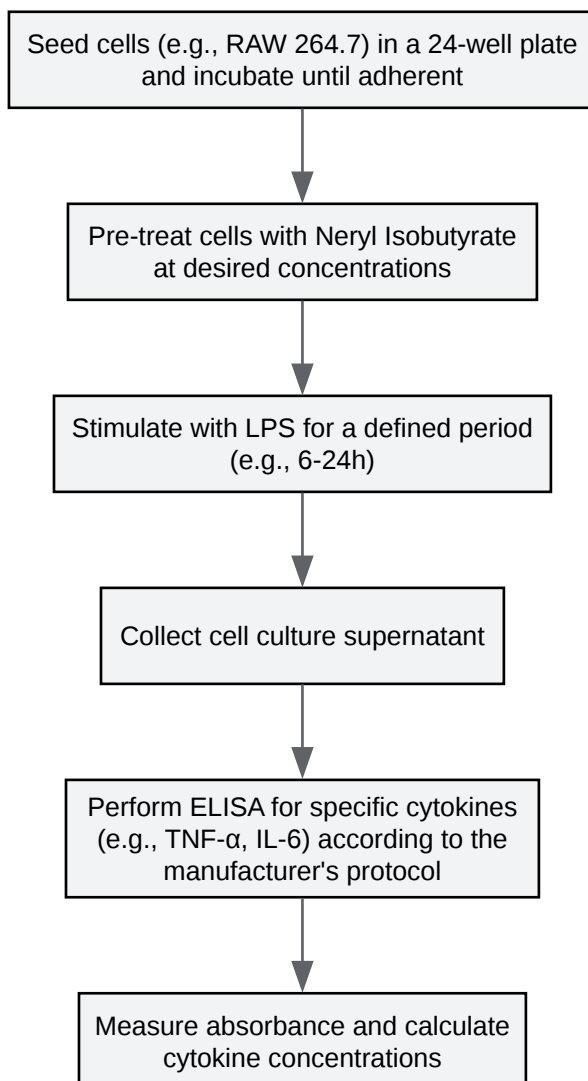 Seed cells (e.g., RAW 264.7) in a 24-well plate
and incubate until adherent
Pre-treat cells with Neryl Isobutyrate
at desired concentrations
Stimulate with LPS for a defined period
(e.g., 6-24h)
Collect cell culture supernatant
Perform ELISA for specific cytokines
(e.g., TNF-α, IL-6) according to the
manufacturer's protocol
Measure absorbance and calculate
cytokine concentrations